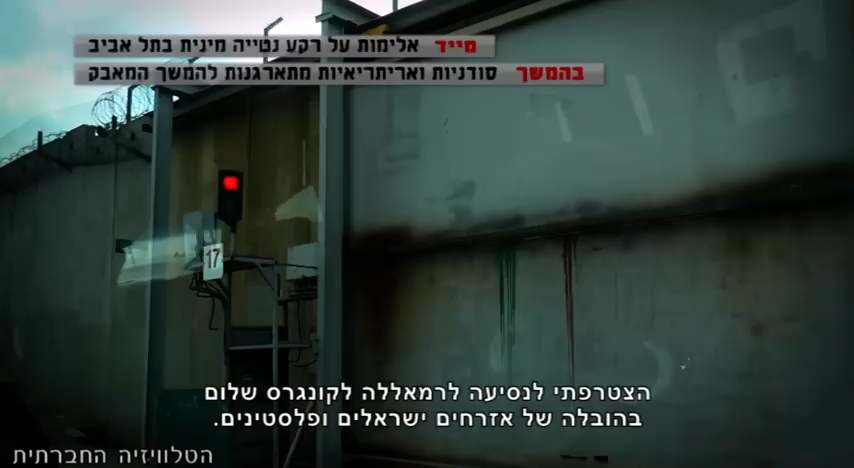 מייד אלימות על רקע נטייה מינית בתל אביב
בהמשך סודניות ואריתריאיות מתארגנות להמשך המאבק
17
הצטרפתי לנסיעה לרמאללה לקונגרס שלום
בהובלה של אזרחים ישראלים ופלסטינים.
הטלוויזיה החברתית